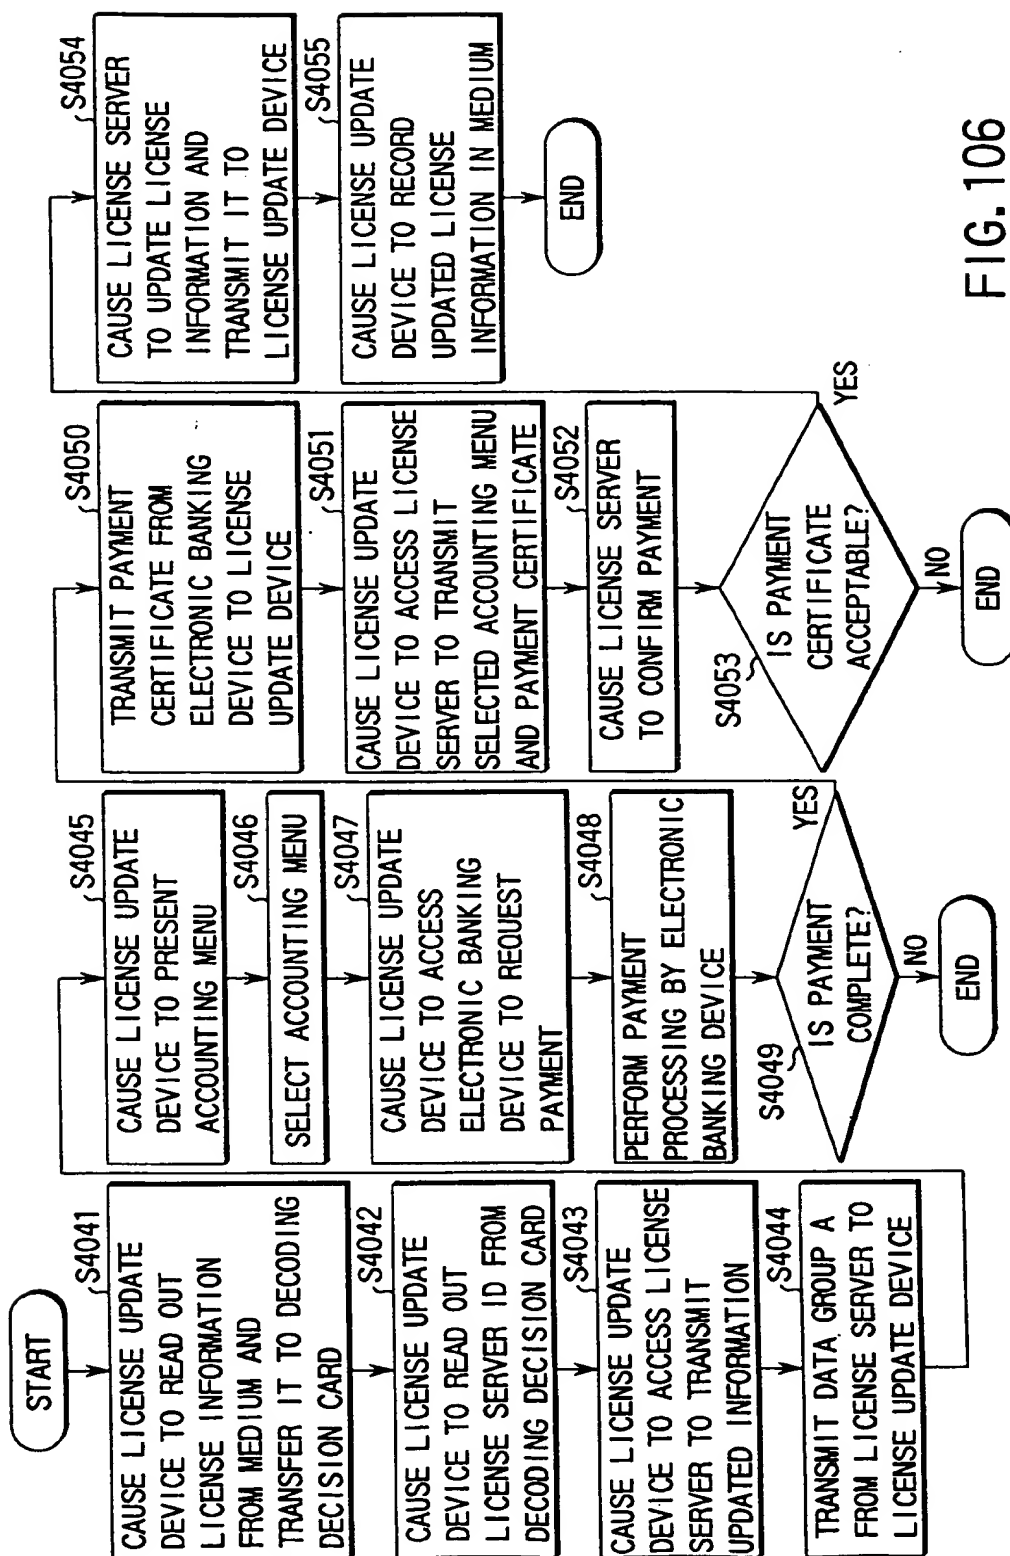 START
S4041
CAUSE LICENSE UPDATE
DEVICE TO READ OUT
LICENSE INFORMATION
FROM MEDIUM AND
TRANSFER IT TO DECODING
DECISION CARD
S4042
CAUSE LICENSE UPDATE
DEVICE TO READ OUT
LICENSE SERVER ID FROM
DECODING DECISION CARD
S4043
CAUSE LICENSE UPDATE
DEVICE TO ACCESS LICENSE
SERVER TO TRANSMIT
UPDATED INFORMATION
S4044
TRANSMIT DATA GROUP A
FROM LICENSE SERVER TO
LICENSE UPDATE DEVICE
S4045
CAUSE LICENSE UPDATE
DEVICE TO PRESENT
ACCOUNTING MENU
S4046
SELECT ACCOUNTING MENU
S4047
CAUSE LICENSE UPDATE
DEVICE TO ACCESS
ELECTRONIC BANKING
DEVICE TO REQUEST
PAYMENT
S4048
PERFORM PAYMENT
PROCESSING BY ELECTRONIC
BANKING DEVICE
S4049
IS PAYMENT
COMPLETE?
YES
NO
END
S4050
TRANSMIT PAYMENT
CERTIFICATE FROM
ELECTRONIC BANKING
DEVICE TO LICENSE
UPDATE DEVICE
S4051
CAUSE LICENSE UPDATE
DEVICE TO ACCESS LICENSE
SERVER TO TRANSMIT
SELECTED ACCOUNTING MENU
AND PAYMENT CERTIFICATE
S4052
CAUSE LICENSE SERVER
TO CONFIRM PAYMENT
S4053
IS PAYMENT
CERTIFICATE
ACCEPTABLE?
YES
NO
END
S4054
CAUSE LICENSE SERVER
TO UPDATE LICENSE
INFORMATION AND
TRANSMIT IT TO
LICENSE UPDATE DEVICE
S4055
CAUSE LICENSE UPDATE
DEVICE TO RECORD
UPDATED LICENSE
INFORMATION IN MEDIUM
END
FIG. 106